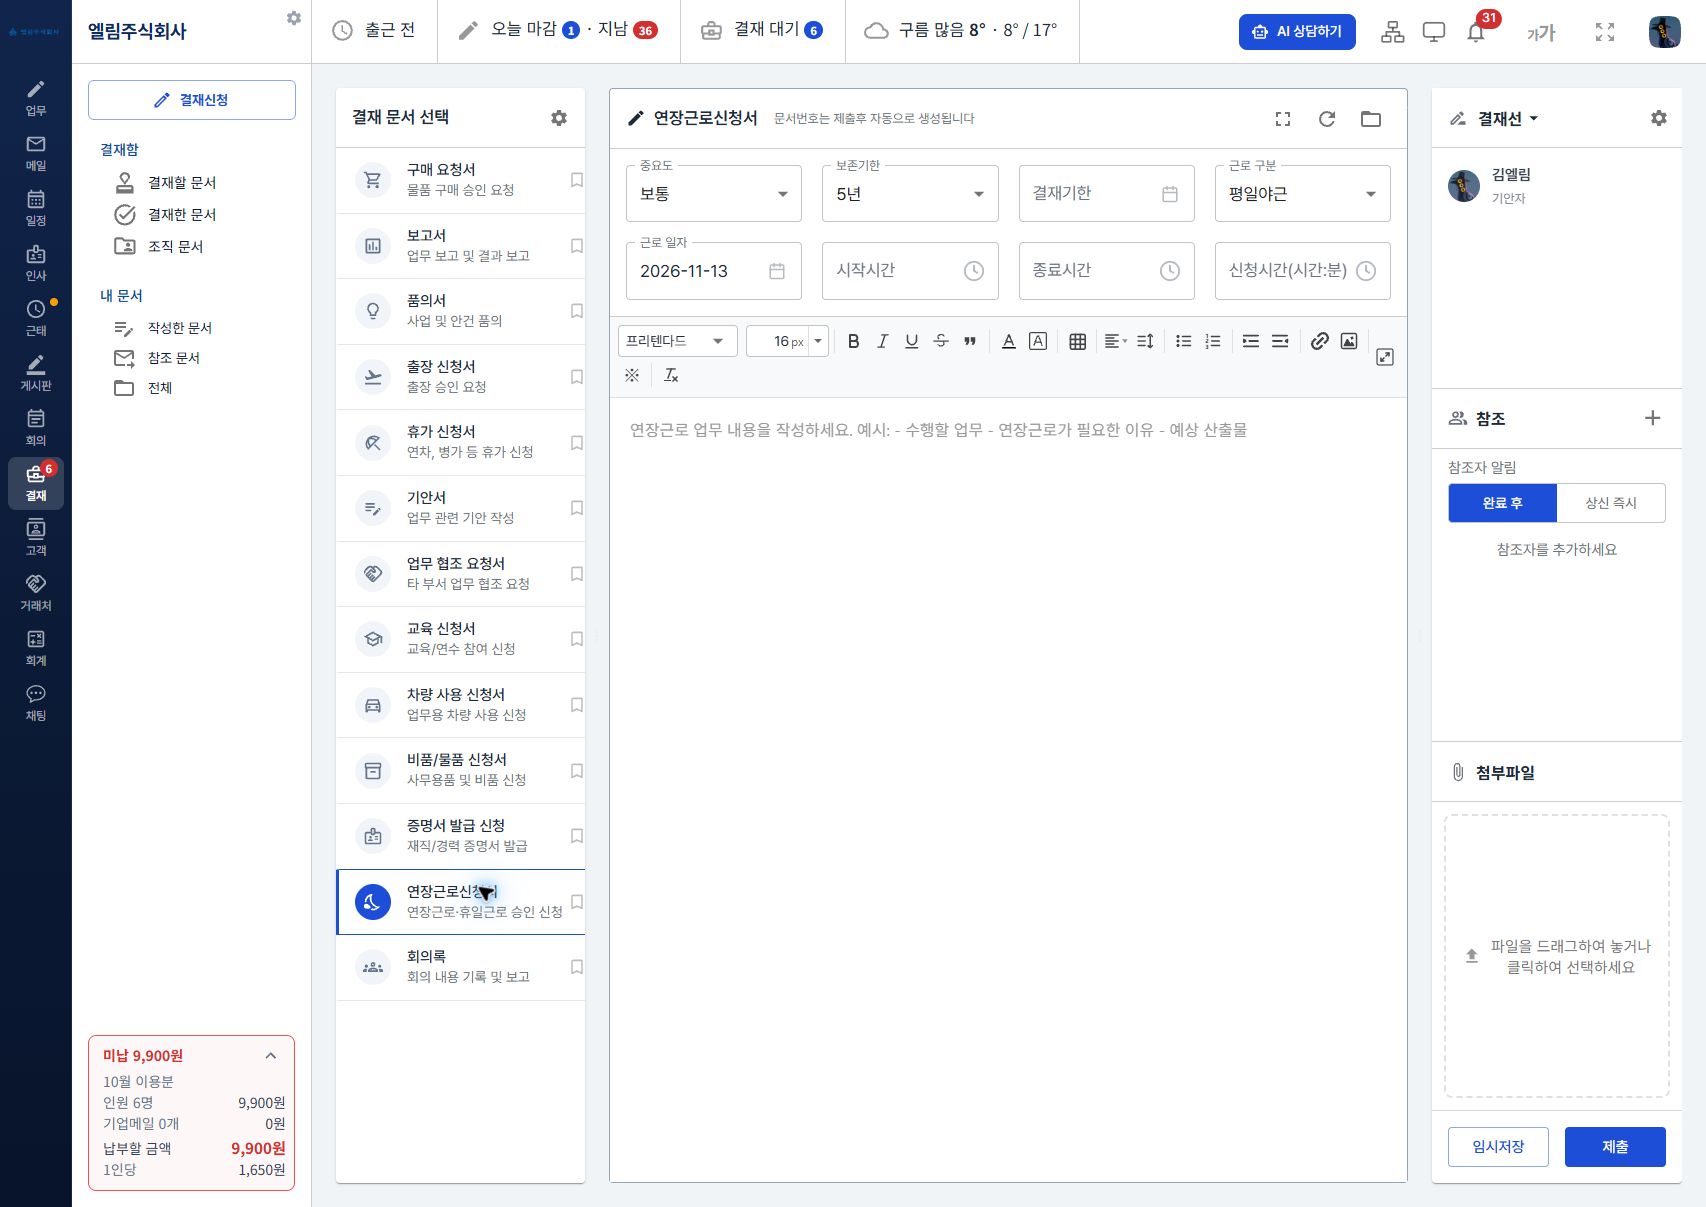 엘림주식회사
업무
메일
일정
인사
근태
게시판
회의
6
결재
고객
거래처
회계
채팅
엘림주식회사
결재신청
결재함
결재할 문서
결재한 문서
조직 문서
내 문서
작성한 문서
참조 문서
전체
미납 9,900원
10월 이용분
인원 6명 9,900원
기업메일 0개 0원
납부할 금액 9,900원
1인당 1,650원
출근 전
오늘 마감 1 · 지남 36
결재 대기 6
구름 많음 8° · 8° / 17°
AI 상담하기
31
가가
결재 문서 선택
구매 요청서
물품 구매 승인 요청
보고서
업무 보고 및 결과 보고
품의서
사업 및 안건 품의
출장 신청서
출장 승인 요청
휴가 신청서
연차, 병가 등 휴가 신청
기안서
업무 관련 기안 작성
업무 협조 요청서
타 부서 업무 협조 요청
교육 신청서
교육/연수 참여 신청
차량 사용 신청서
업무용 차량 사용 신청
비품/물품 신청서
사무용품 및 비품 신청
증명서 발급 신청
재직/경력 증명서 발급
연장근로신청서
연장근로·휴일근로 승인 신청
회의록
회의 내용 기록 및 보고
연장근로신청서 문서번호는 제출후 자동으로 생성됩니다
중요도
보통
보존기한
5년
결재기한
근로 구분
평일야근
근로 일자
2026-11-13
시작시간
종료시간
신청시간(시간:분)
프리텐다드
16 px
연장근로 업무 내용을 작성하세요. 예시: - 수행할 업무 - 연장근로가 필요한 이유 - 예상 산출물
결재선
김엘림
기안자
참조
참조자 알림
완료 후
상신 즉시
참조자를 추가하세요
첨부파일
파일을 드래그하여 놓거나
클릭하여 선택하세요
임시저장
제출